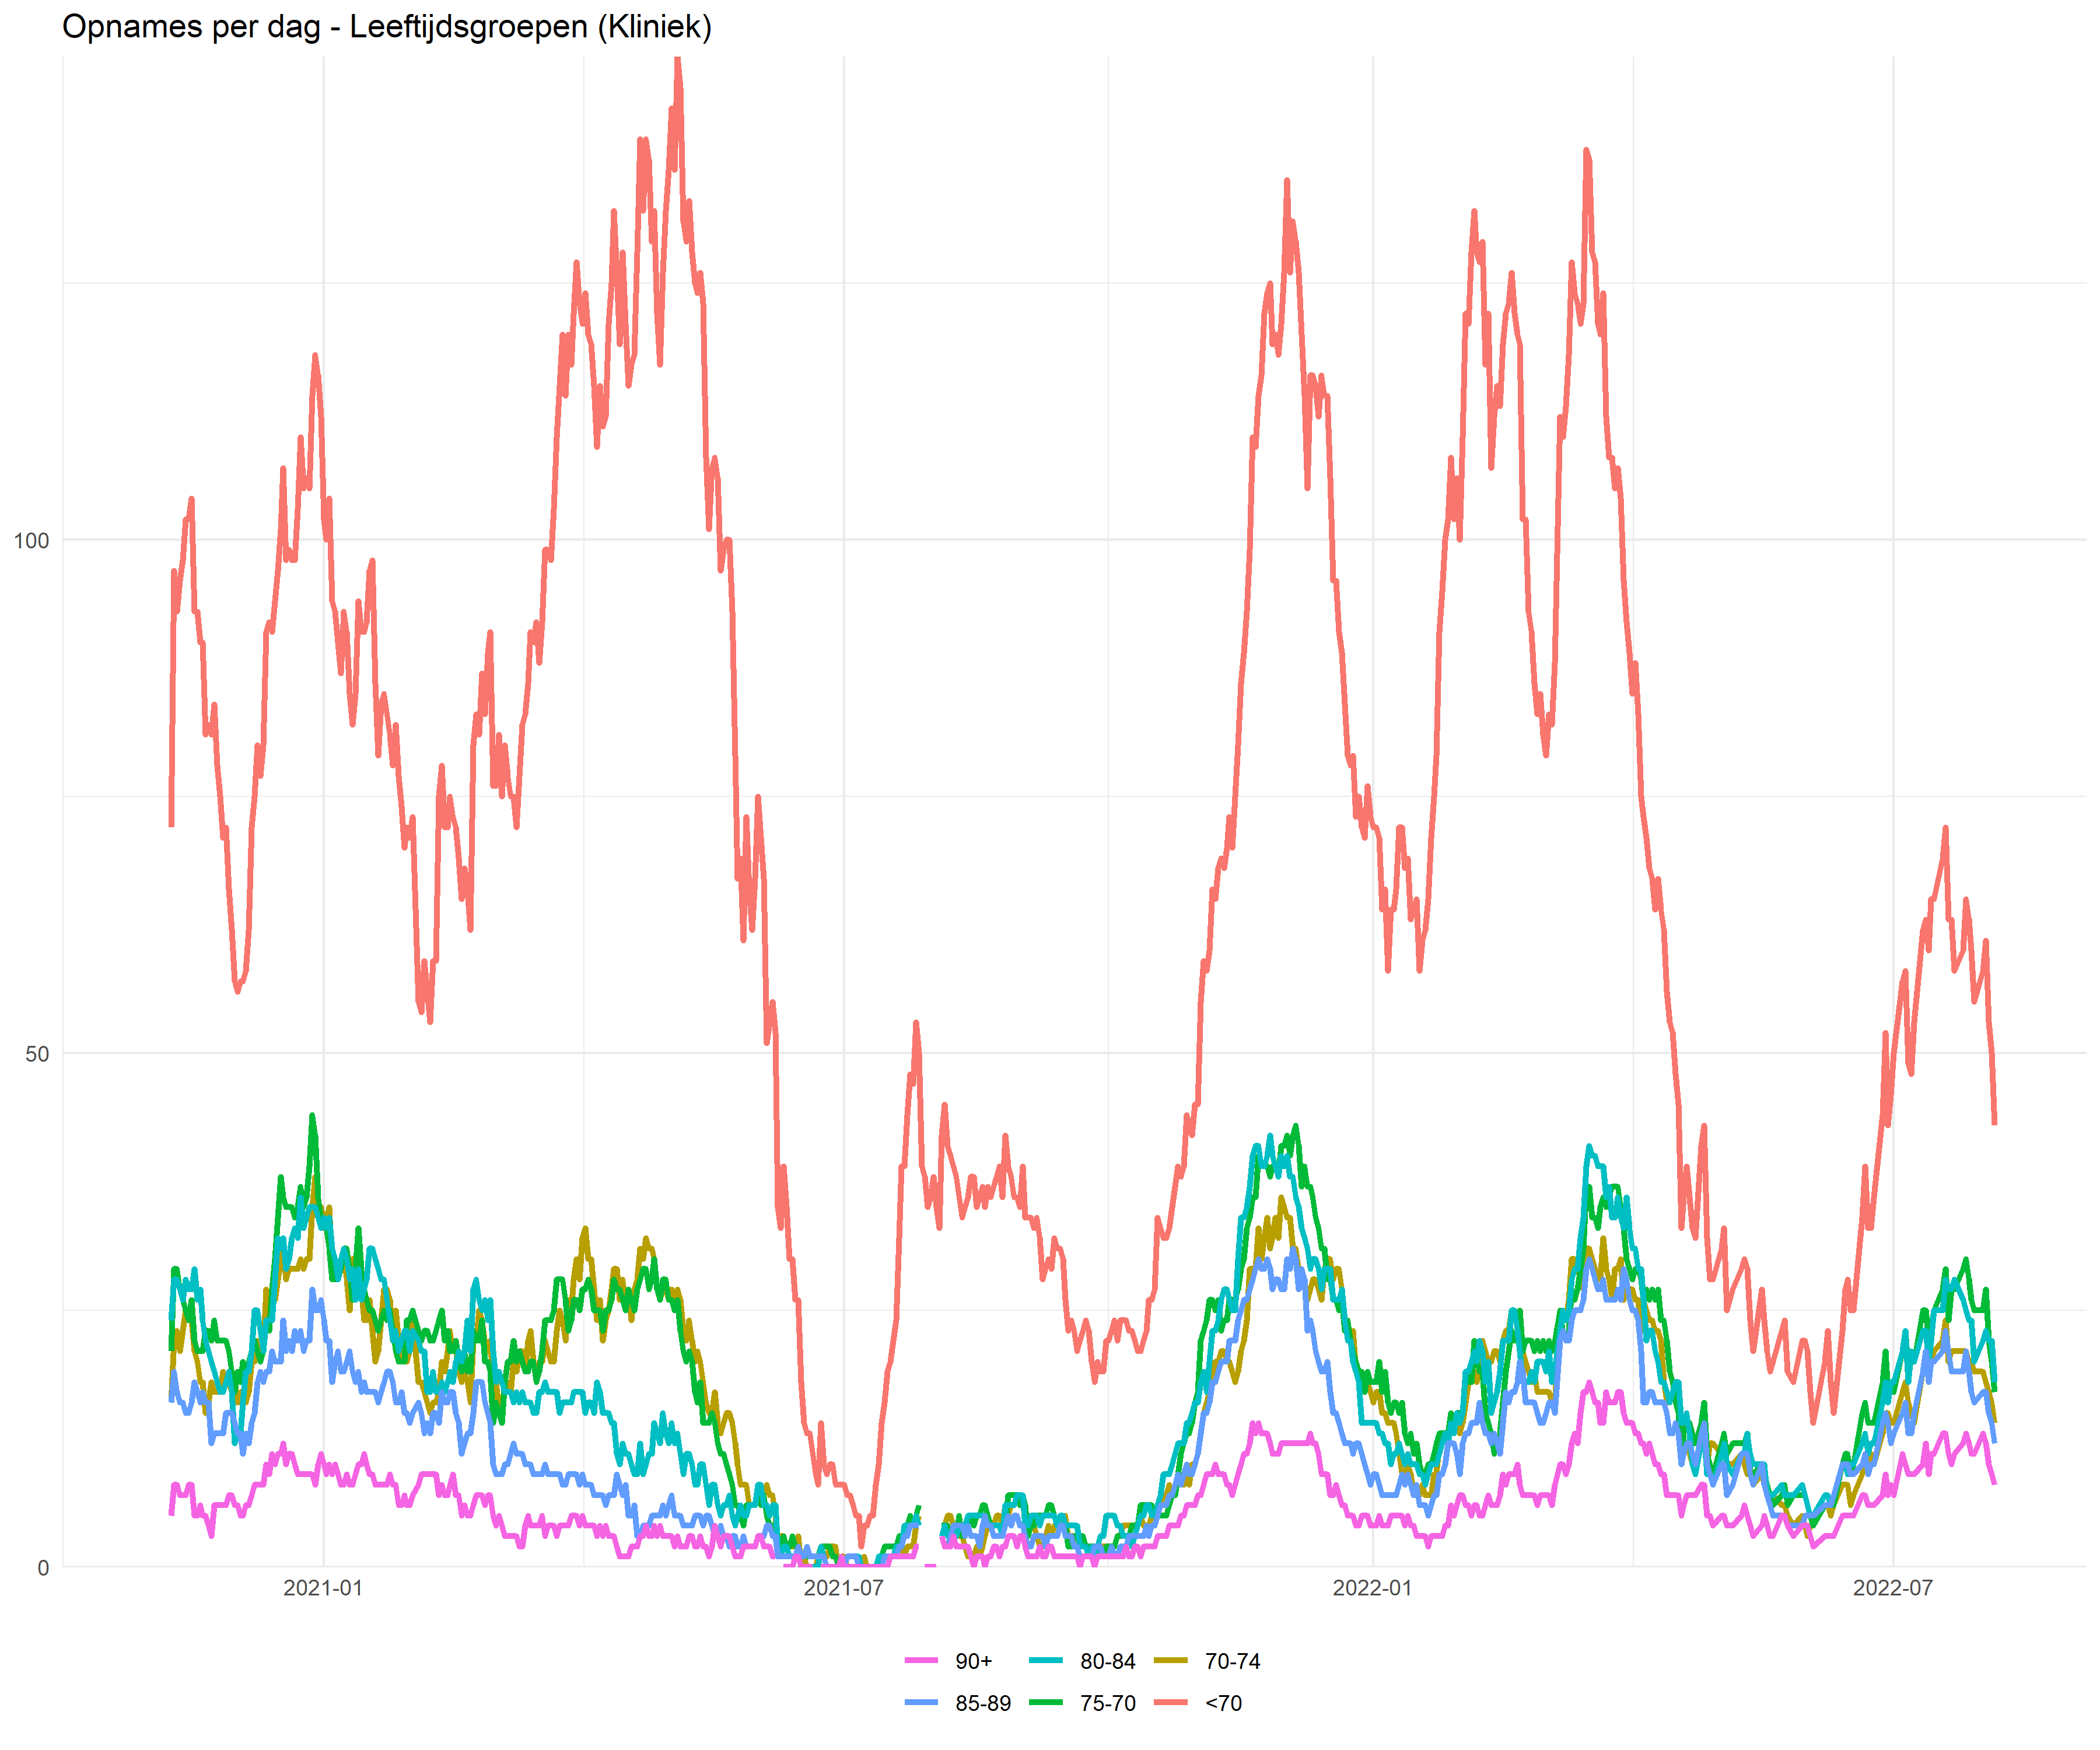 Opnames per dag - Leeftijdsgroepen (Kliniek)
100
50
0
2021-01 2021-07 2022-01 2022-07
90+ 80-84 70-74
85-89 75-70 <70